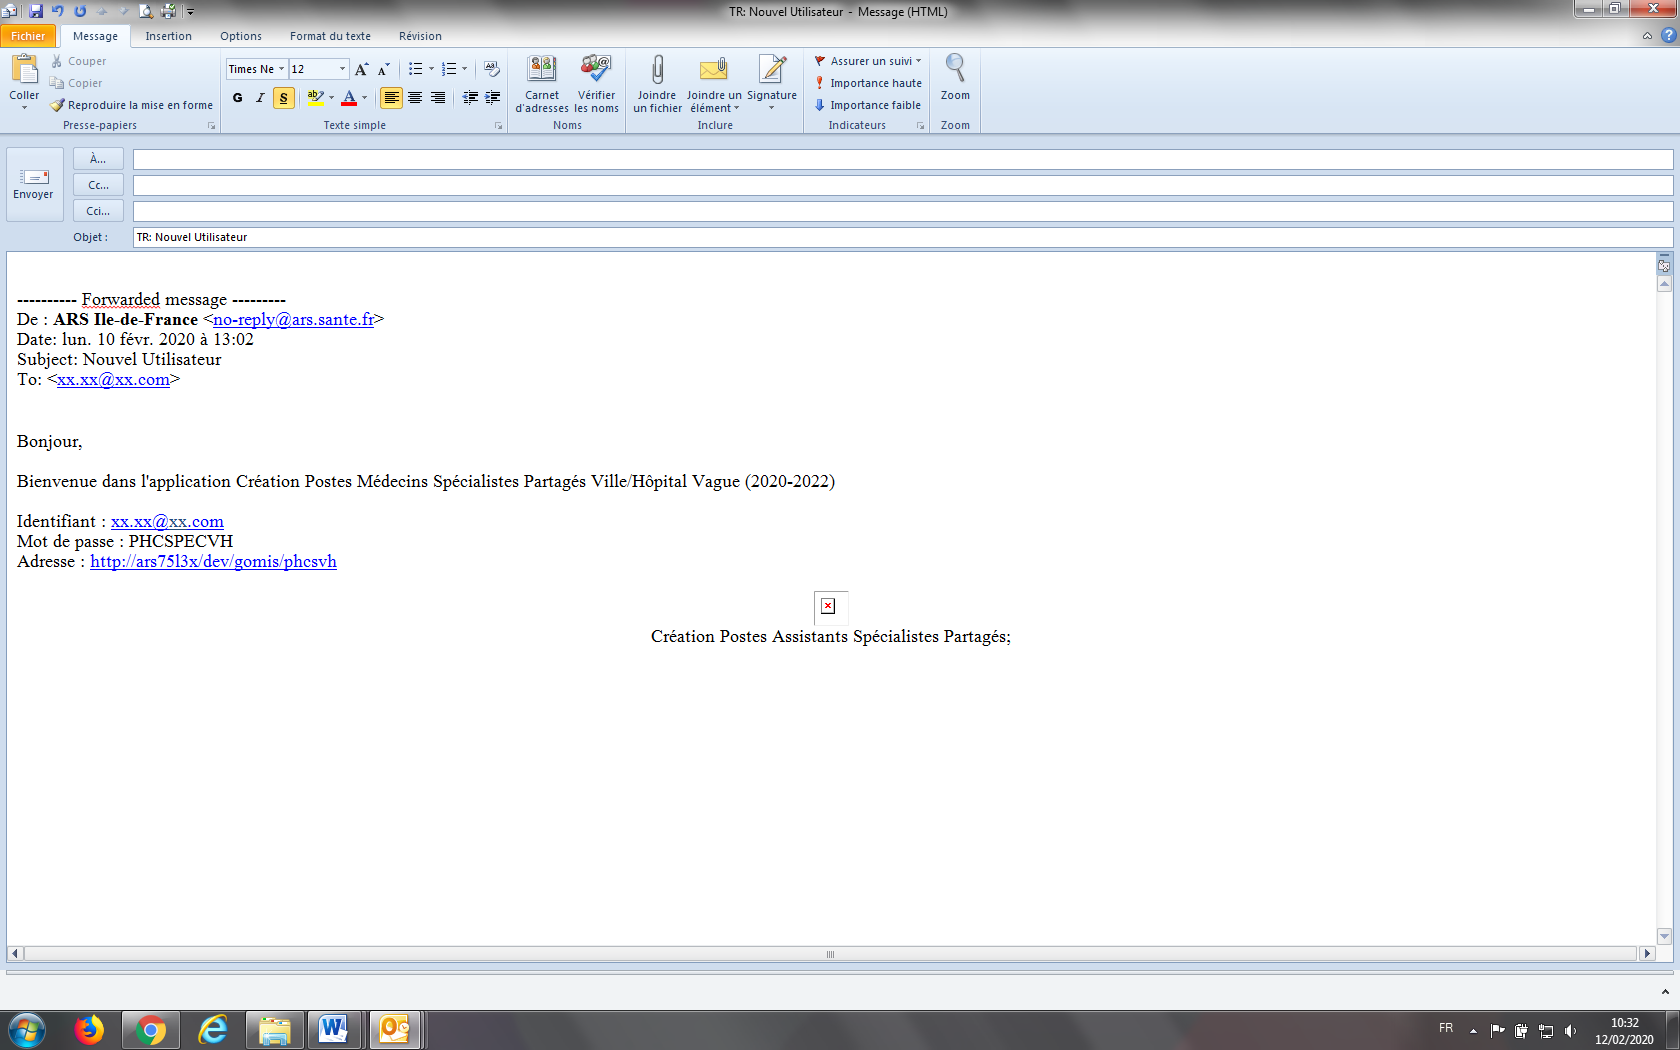 TR: Nouvel Utilisateur - Message (HTML)
Fichier Message Insertion Options Format du texte Révision
Coller
Couper
Copier
Reproduire la mise en forme
Presse-papiers
Times Ne 12
G I S
Texte simple
Carnet d'adresses
Vérifier les noms
Noms
Joindre un fichier
Joindre un élément
Signature
Inclure
Assurer un suivi
Importance haute
Importance faible
Indicateurs
Zoom
Zoom
Envoyer
À...
Cc...
Cci...
Objet : TR: Nouvel Utilisateur
---------- Forwarded message ---------
De : ARS Ile-de-France <no-reply@ars.sante.fr>
Date: lun. 10 févr. 2020 à 13:02
Subject: Nouvel Utilisateur
To: <xx.xx@xx.com>
Bonjour,
Bienvenue dans l'application Création Postes Médecins Spécialistes Partagés Ville/Hôpital Vague (2020-2022)
Identifiant : xx.xx@xx.com
Mot de passe : PHCSPECVH
Adresse : http://ars75l3x/dev/gomis/phcsvh
Création Postes Assistants Spécialistes Partagés;
FR
10:32
12/02/2020